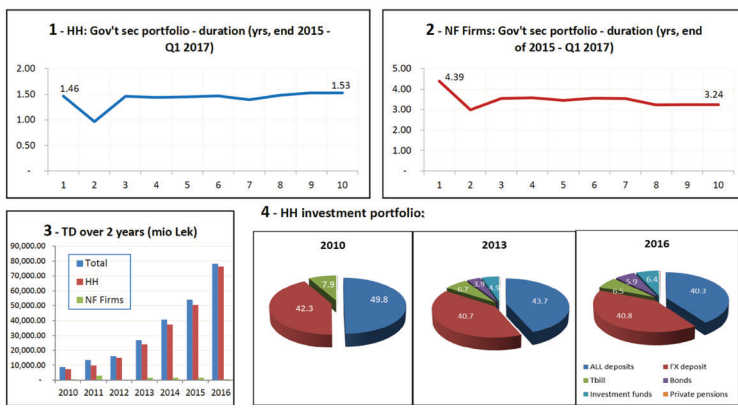 1 - HH: Gov't sec portfolio - duration (yrs, end 2015 -
Q1 2017)
2.00
1.50
1.00
0.50
-
1.46
1.53
1 2 3 4 5 6 7 8 9 10
2 - NF Firms: Gov't sec portfolio - duration (yrs, end
of 2015 - Q1 2017)
5.00
4.00
3.00
2.00
1.00
-
4.39
3.24
1 2 3 4 5 6 7 8 9 10
3 - TD over 2 years (mio Lek)
90,000.00
80,000.00
70,000.00
60,000.00
50,000.00
40,000.00
30,000.00
20,000.00
10,000.00
-
Total
HH
NF Firms
2010 2011 2012 2013 2014 2015 2016
4 - HH investment portfolio:
2010
7.9
42.3
49.8
2013
6.7
3.9
4.9
40.7
43.7
2016
5.9
6.4
40.8
40.3
ALL deposits
FX deposit
Tbill
Bonds
Investment funds
Private pensions